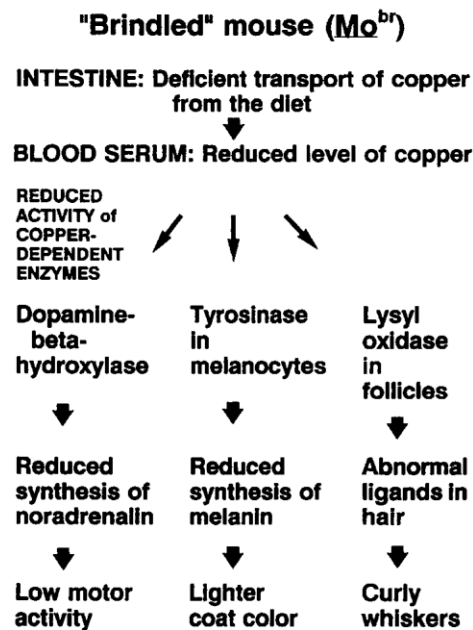 "Brindled" mouse (Mo^br)
INTESTINE: Deficient transport of copper
from the diet
BLOOD SERUM: Reduced level of copper
REDUCED
ACTIVITY of
COPPER-
DEPENDENT
ENZYMES
Dopamine-
beta-
hydroxylase
Tyrosinase
in
melanocytes
Lysyl
oxidase
in
follicles
Reduced
synthesis of
noradrenalin
Reduced
synthesis of
melanin
Abnormal
ligands in
hair
Low motor
activity
Lighter
coat color
Curly
whiskers